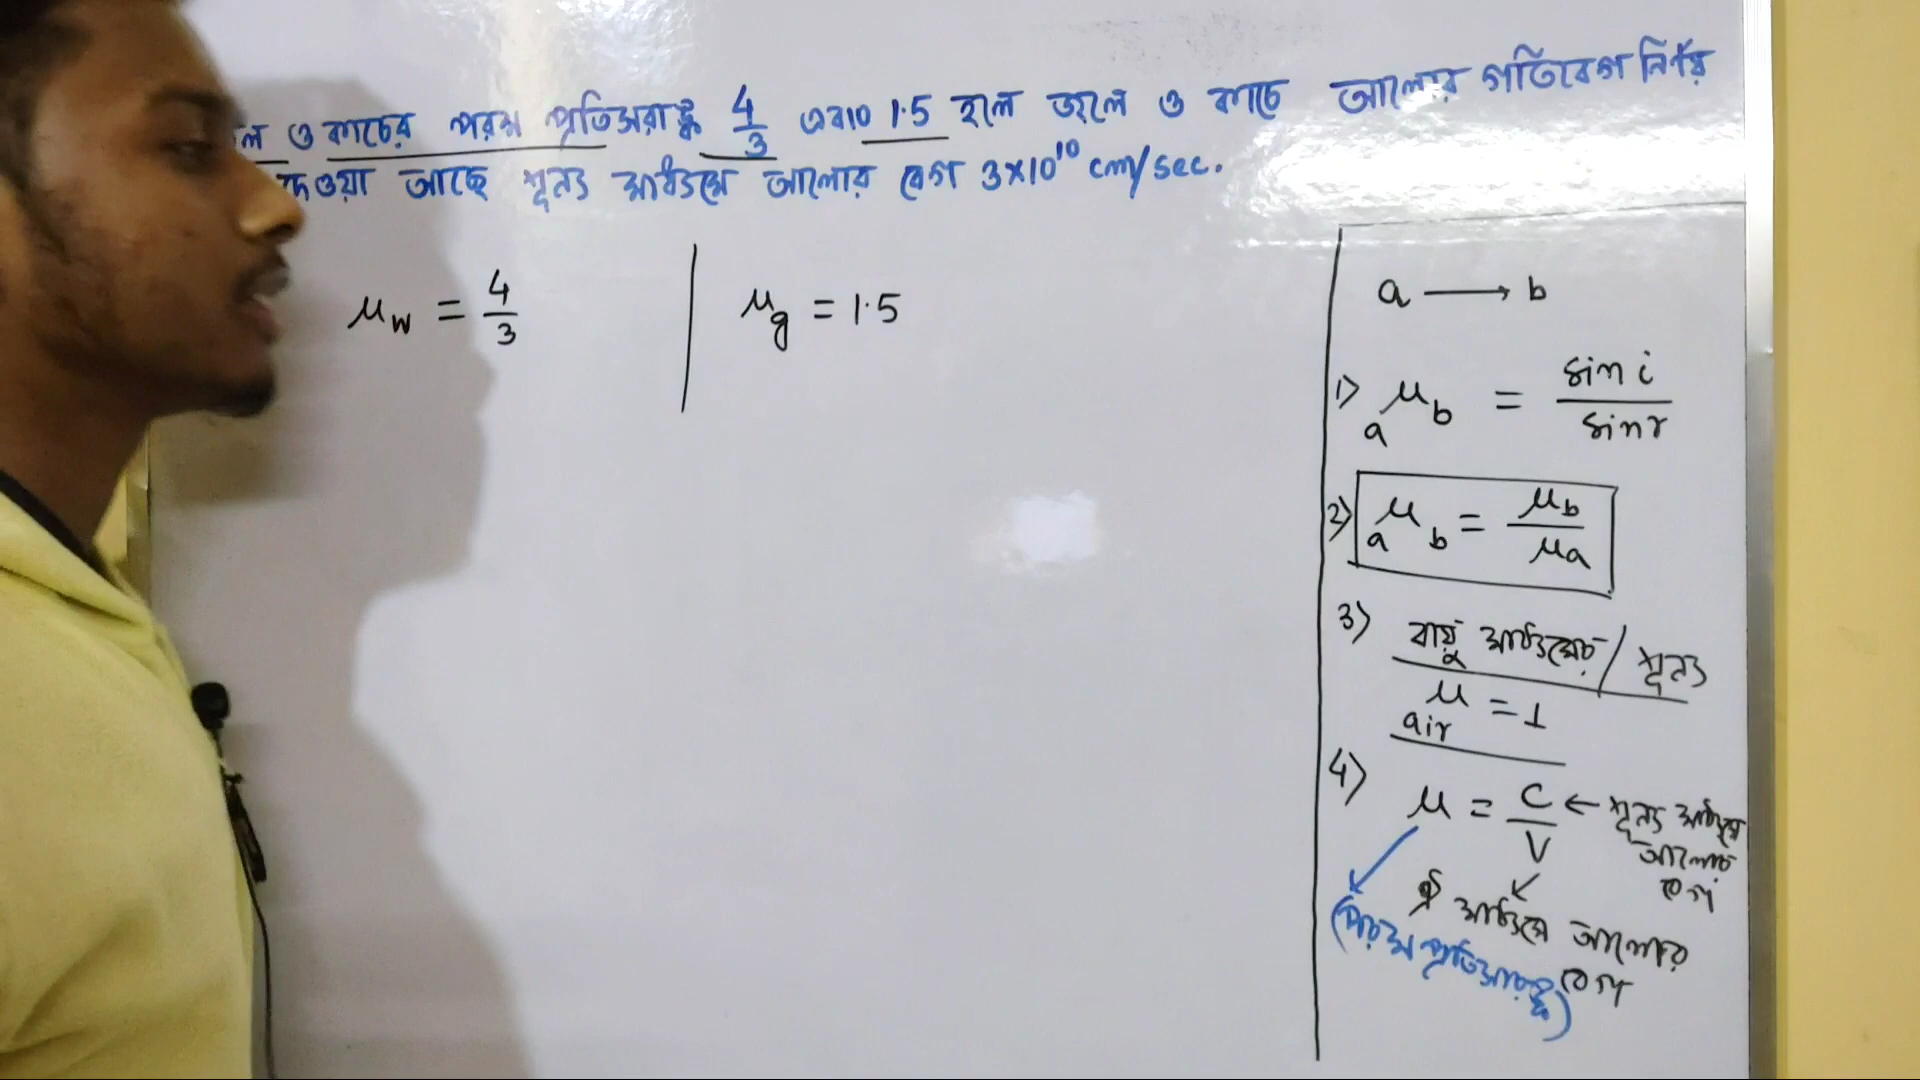 ল ও কাচের পরম প্রতিসরাঙ্ক 4/3 এবং 1.5 হলে জলে ও কাচে আলোর গতিবেগ নির্ণয়
দেওয়া আছে শূন্য মাধ্যমে আলোর বেগ 3×10¹⁰ cm/sec.
μw = 4/3
μg = 1.5
a → b
1) aμb = sin i / sin r
2) aμb = μb / μa
3) বায়ু মাধ্যমের / শূন্য
μair = 1
4) μ = C/V ← শূন্য মাধ্যমে আলোর বেগ
ঐ মাধ্যমে আলোর বেগ
(পরম প্রতিসরাঙ্ক)